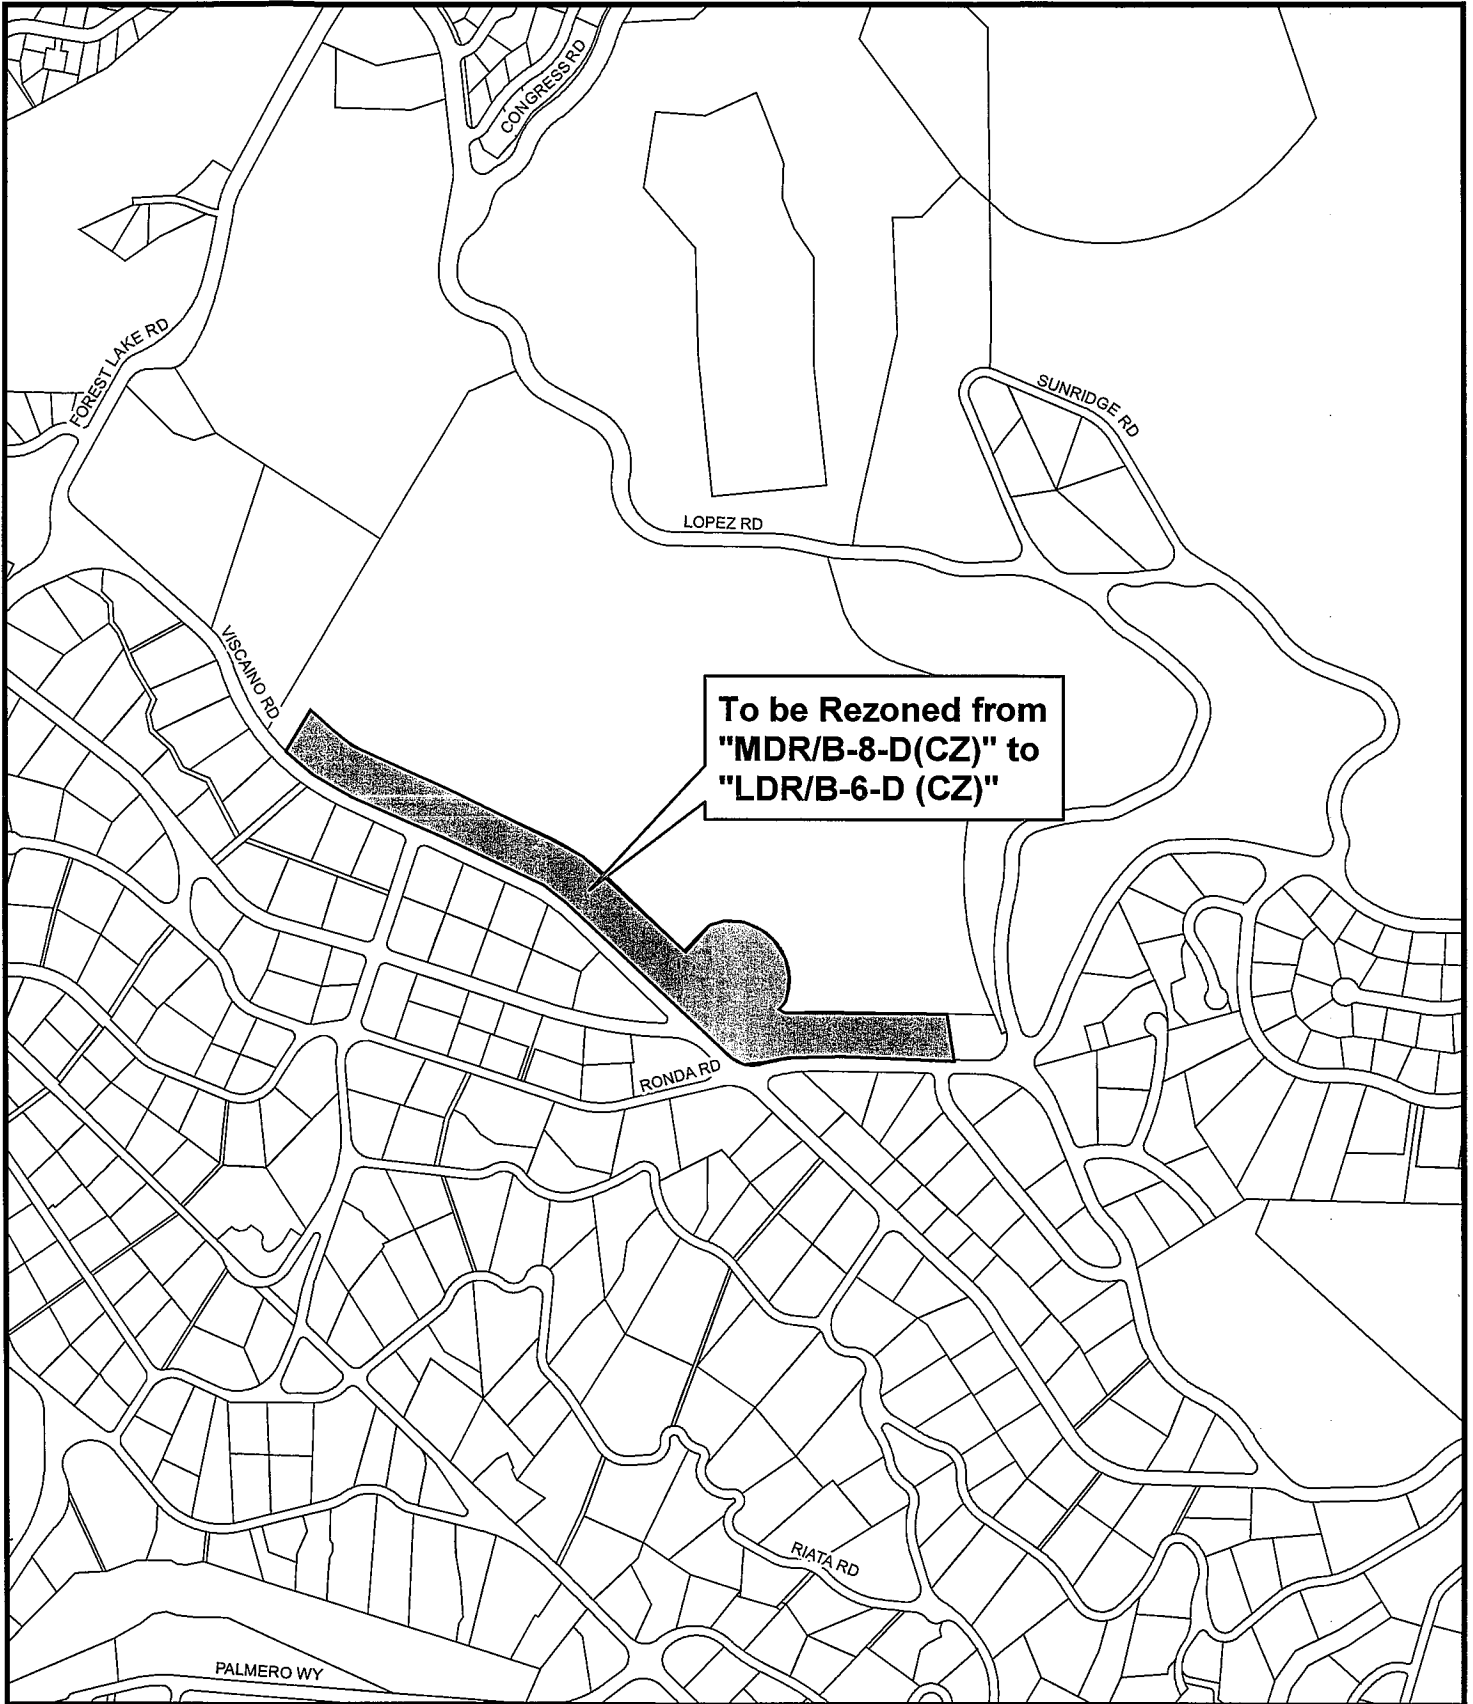 CONGRESS RD
FOREST LAKE RD
SUNRIDGE RD
LOPEZ RD
VISCAINO RD
To be Rezoned from
"MDR/B-8-D(CZ)" to
"LDR/B-6-D (CZ)"
RONDA RD
RIATA RD
PALMERO WY